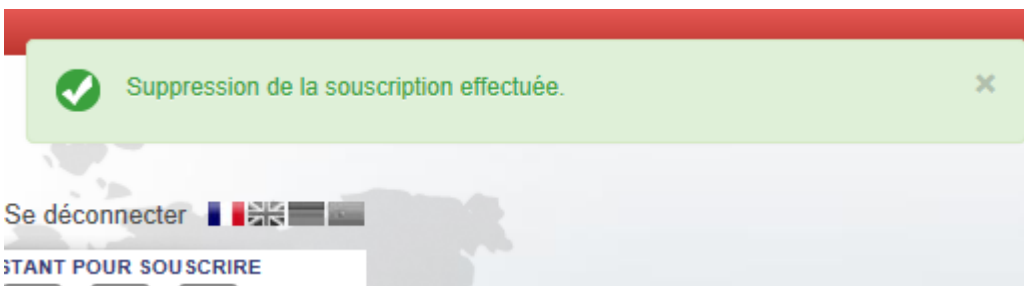 Suppression de la souscription effectuée.
Se déconnecter
STANT POUR SOUSCRIRE